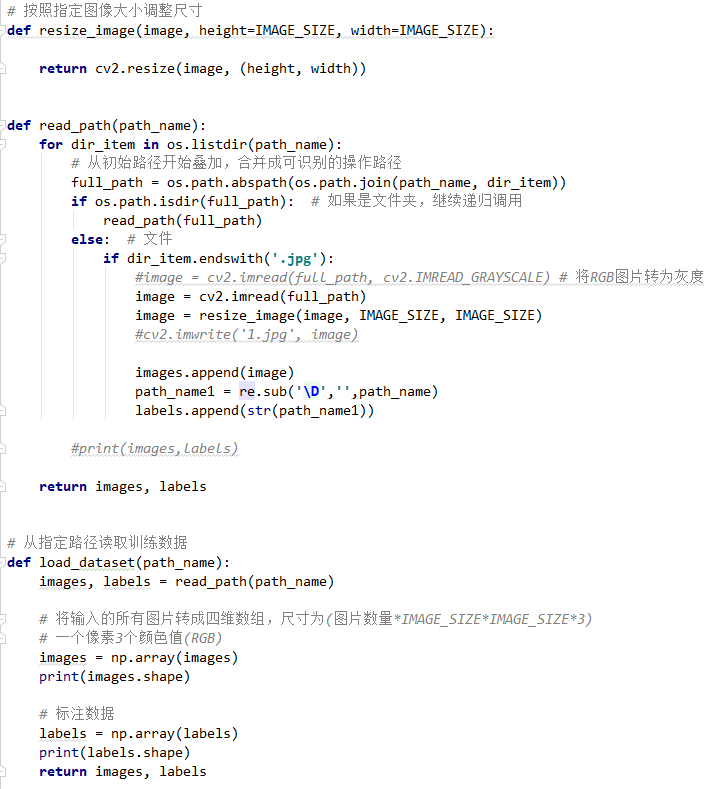 # 按照指定图像大小调整尺寸
def resize_image(image, height=IMAGE_SIZE, width=IMAGE_SIZE):
return cv2.resize(image, (height, width))
def read_path(path_name):
for dir_item in os.listdir(path_name):
# 从初始路径开始叠加，合并成可识别的操作路径
full_path = os.path.abspath(os.path.join(path_name, dir_item))
if os.path.isdir(full_path):  # 如果是文件夹，继续递归调用
read_path(full_path)
else:  # 文件
if dir_item.endswith('.jpg'):
#image = cv2.imread(full_path, cv2.IMREAD_GRAYSCALE) # 将RGB图片转为灰度
image = cv2.imread(full_path)
image = resize_image(image, IMAGE_SIZE, IMAGE_SIZE)
#cv2.imwrite('1.jpg', image)
images.append(image)
path_name1 = re.sub('\D','',path_name)
labels.append(str(path_name1))
#print(images,labels)
return images, labels
# 从指定路径读取训练数据
def load_dataset(path_name):
images, labels = read_path(path_name)
# 将输入的所有图片转成四维数组，尺寸为(图片数量*IMAGE_SIZE*IMAGE_SIZE*3)
# 一个像素3个颜色值(RGB)
images = np.array(images)
print(images.shape)
# 标注数据
labels = np.array(labels)
print(labels.shape)
return images, labels